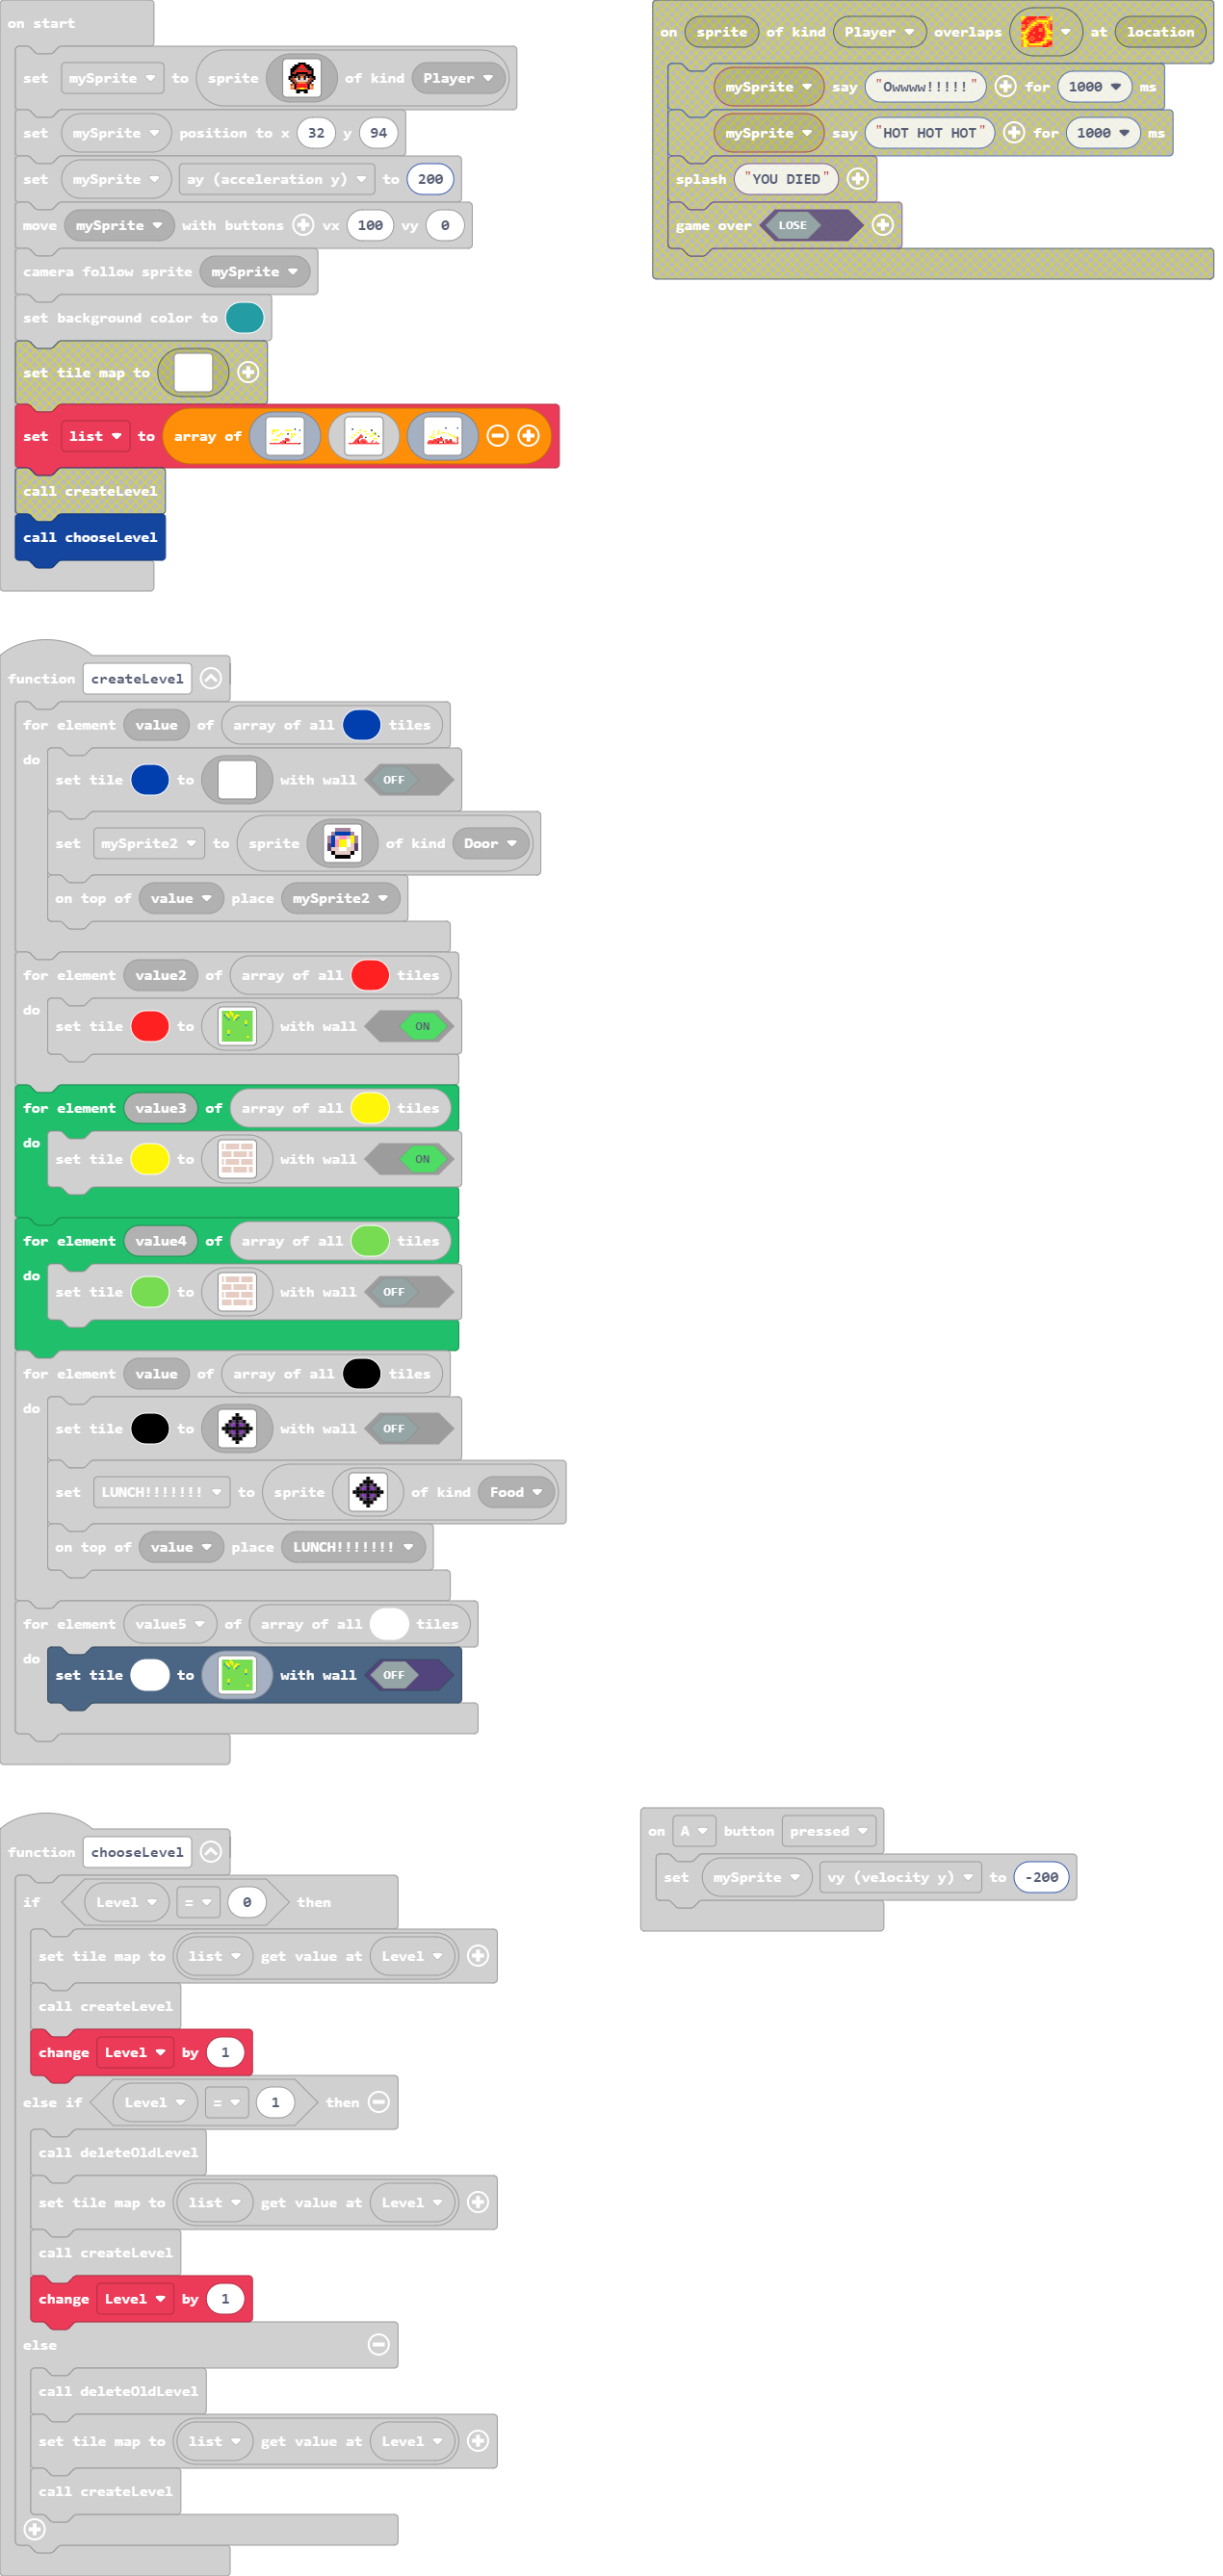 on start
set mySprite to sprite of kind Player
set mySprite position to x 32 y 94
set mySprite ay (acceleration y) to 200
move mySprite with buttons vx 100 vy 0
camera follow sprite mySprite
set background color to
set tile map to
set list to array of
call createLevel
call chooseLevel
on sprite of kind Player overlaps at location
mySprite say "Owwww!!!!!" for 1000 ms
mySprite say "HOT HOT HOT" for 1000 ms
splash "YOU DIED"
game over LOSE
function createLevel
for element value of array of all tiles
do
set tile to with wall OFF
set mySprite2 to sprite of kind Door
on top of value place mySprite2
for element value2 of array of all tiles
do
set tile to with wall ON
for element value3 of array of all tiles
do
set tile to with wall ON
for element value4 of array of all tiles
do
set tile to with wall OFF
for element value of array of all tiles
do
set tile to with wall OFF
set LUNCH!!!!!!! to sprite of kind Food
on top of value place LUNCH!!!!!!!
for element value5 of array of all tiles
do
set tile to with wall OFF
function chooseLevel
if Level = 0 then
set tile map to list get value at Level
call createLevel
change Level by 1
else if Level = 1 then
call deleteOldLevel
set tile map to list get value at Level
call createLevel
change Level by 1
else
call deleteOldLevel
set tile map to list get value at Level
call createLevel
on A button pressed
set mySprite vy (velocity y) to -200